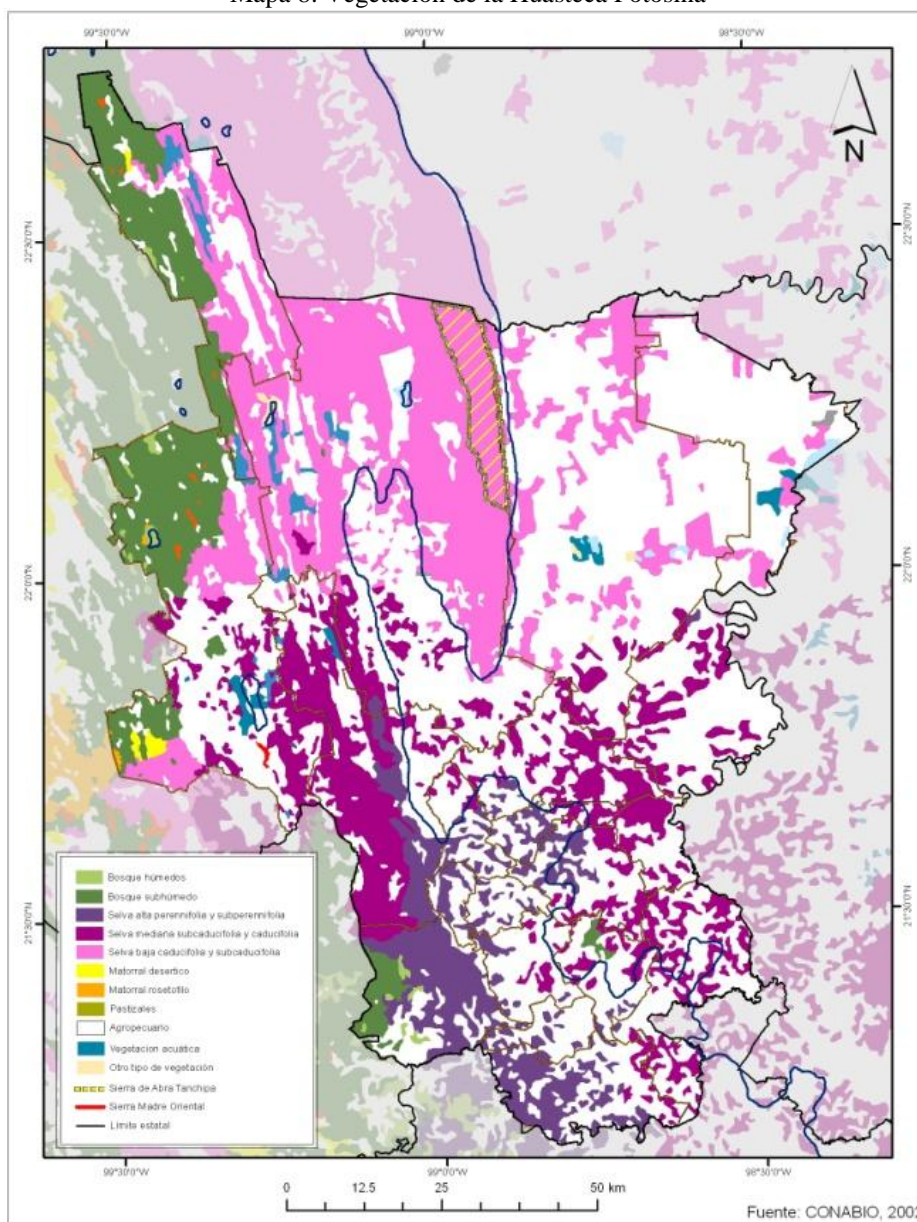 Mapa 8. Vegetación de la Huasteca Potosina
99°30'0"W
99°0'0"W
98°30'0"W
N
22°30'0"N
22°30'0"N
22°0'0"N
22°0'0"N
21°30'0"N
21°30'0"N
Bosque húmedos
Bosque subhúmedo
Selva alta perennifolia y subperennifolia
Selva mediana subcaducifolia y caducifolia
Selva baja caducifolia y subcaducifolia
Matorral desertico
Matorral rosetofilo
Pastizales
Agropecuario
Vegetacion acuática
Otro tipo de vegetación
Sierra de Abra Tanchipa
Sierra Madre Oriental
Límite estatal
99°30'0"W
99°0'0"W
98°30'0"W
0 12.5 25 50 km
Fuente: CONABIO, 2002